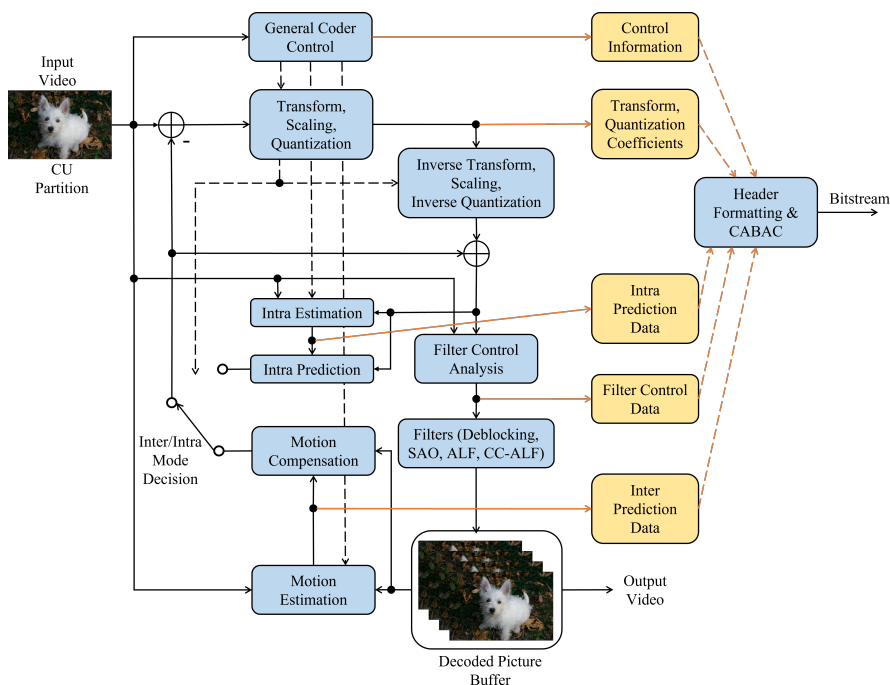 General Coder
Control
Control
Information
Input
Video
CU
Partition
-
Transform,
Scaling,
Quantization
Transform,
Quantization
Coefficients
Inverse Transform,
Scaling,
Inverse Quantization
Header
Formatting &
CABAC
Bitstream
Intra Estimation
Intra Prediction
Filter Control
Analysis
Intra
Prediction
Data
Filter Control
Data
Inter/Intra
Mode
Decision
Motion
Compensation
Filters (Deblocking,
SAO, ALF, CC-ALF)
Inter
Prediction
Data
Motion
Estimation
Output
Video
Decoded Picture
Buffer